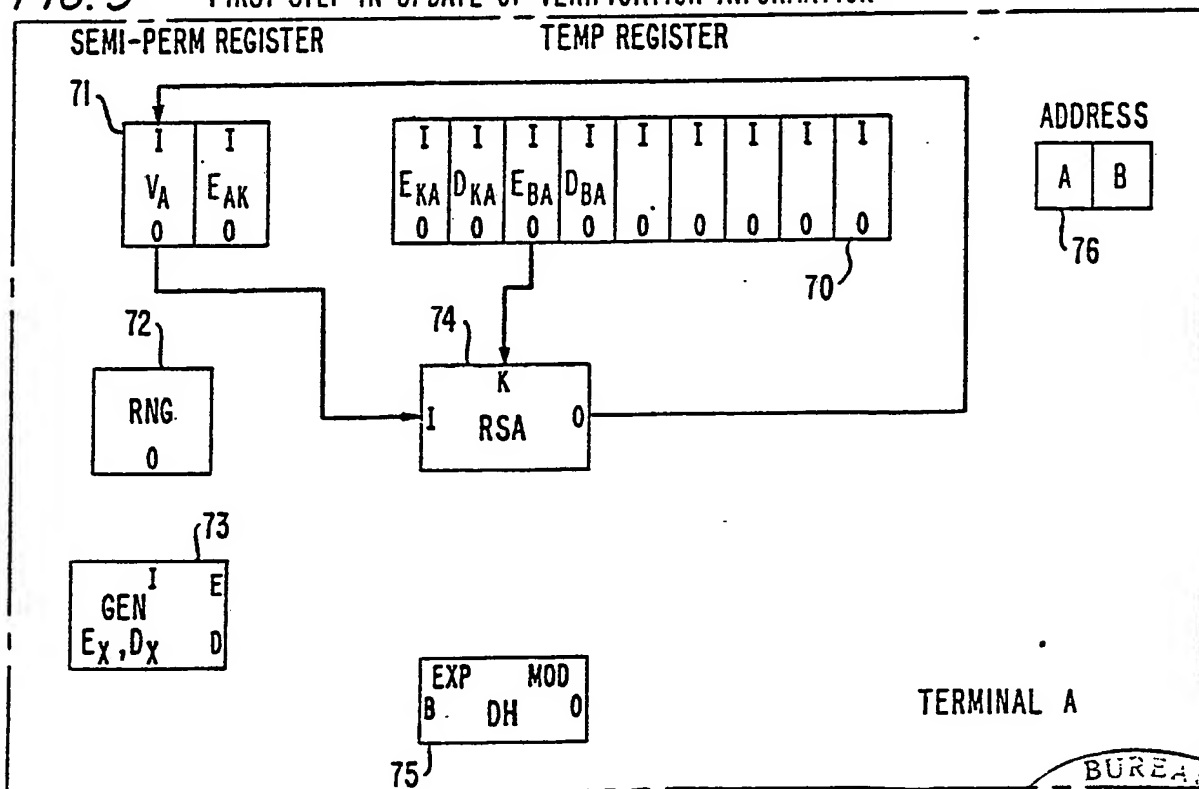 FIG. 9 FIRST STEP IN UPDATE OF VERIFICATION INFORMATION
SEMI-PERM REGISTER TEMP REGISTER
71
I I
V_A E_AK
0 0
I I I I I I I I I
E_KA D_KA E_BA D_BA
0 0 0 0 0 0 0 0 0
70
ADDRESS
A B
76
72
RNG
0
74
K
I RSA 0
73
I E
GEN
E_X, D_X D
EXP MOD
B DH 0
75
TERMINAL A